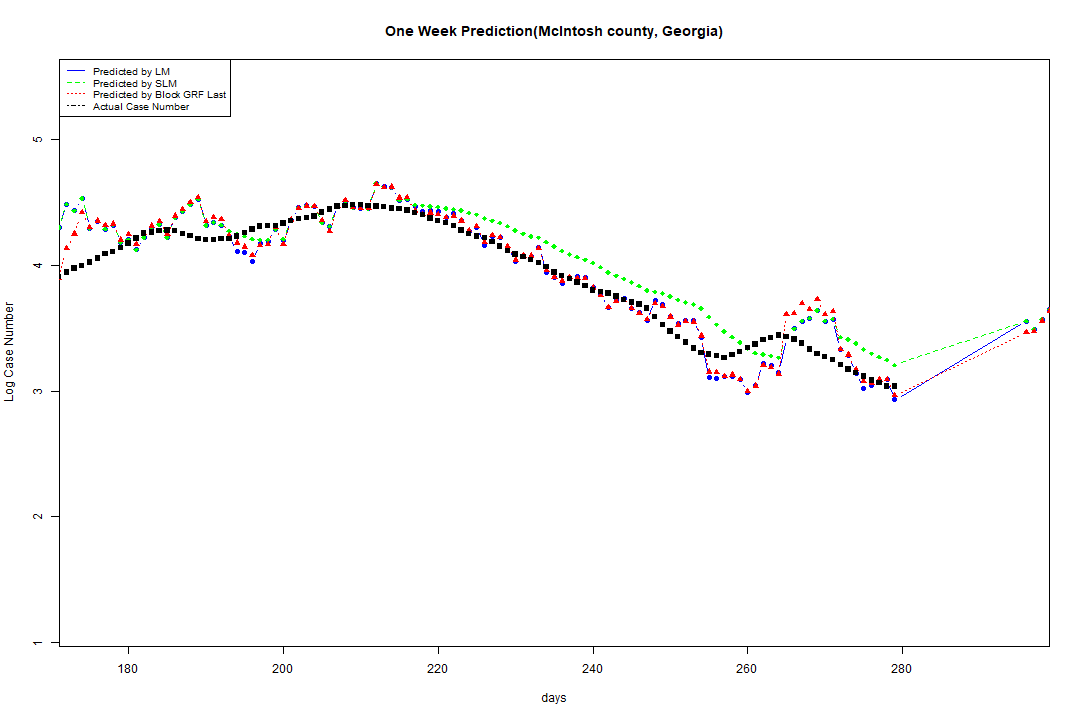 One Week Prediction(McIntosh county, Georgia)
Predicted by LM
Predicted by SLM
Predicted by Block GRF Last
Actual Case Number
5
4
3
2
1
Log Case Number
180 200 220 240 260 280
days